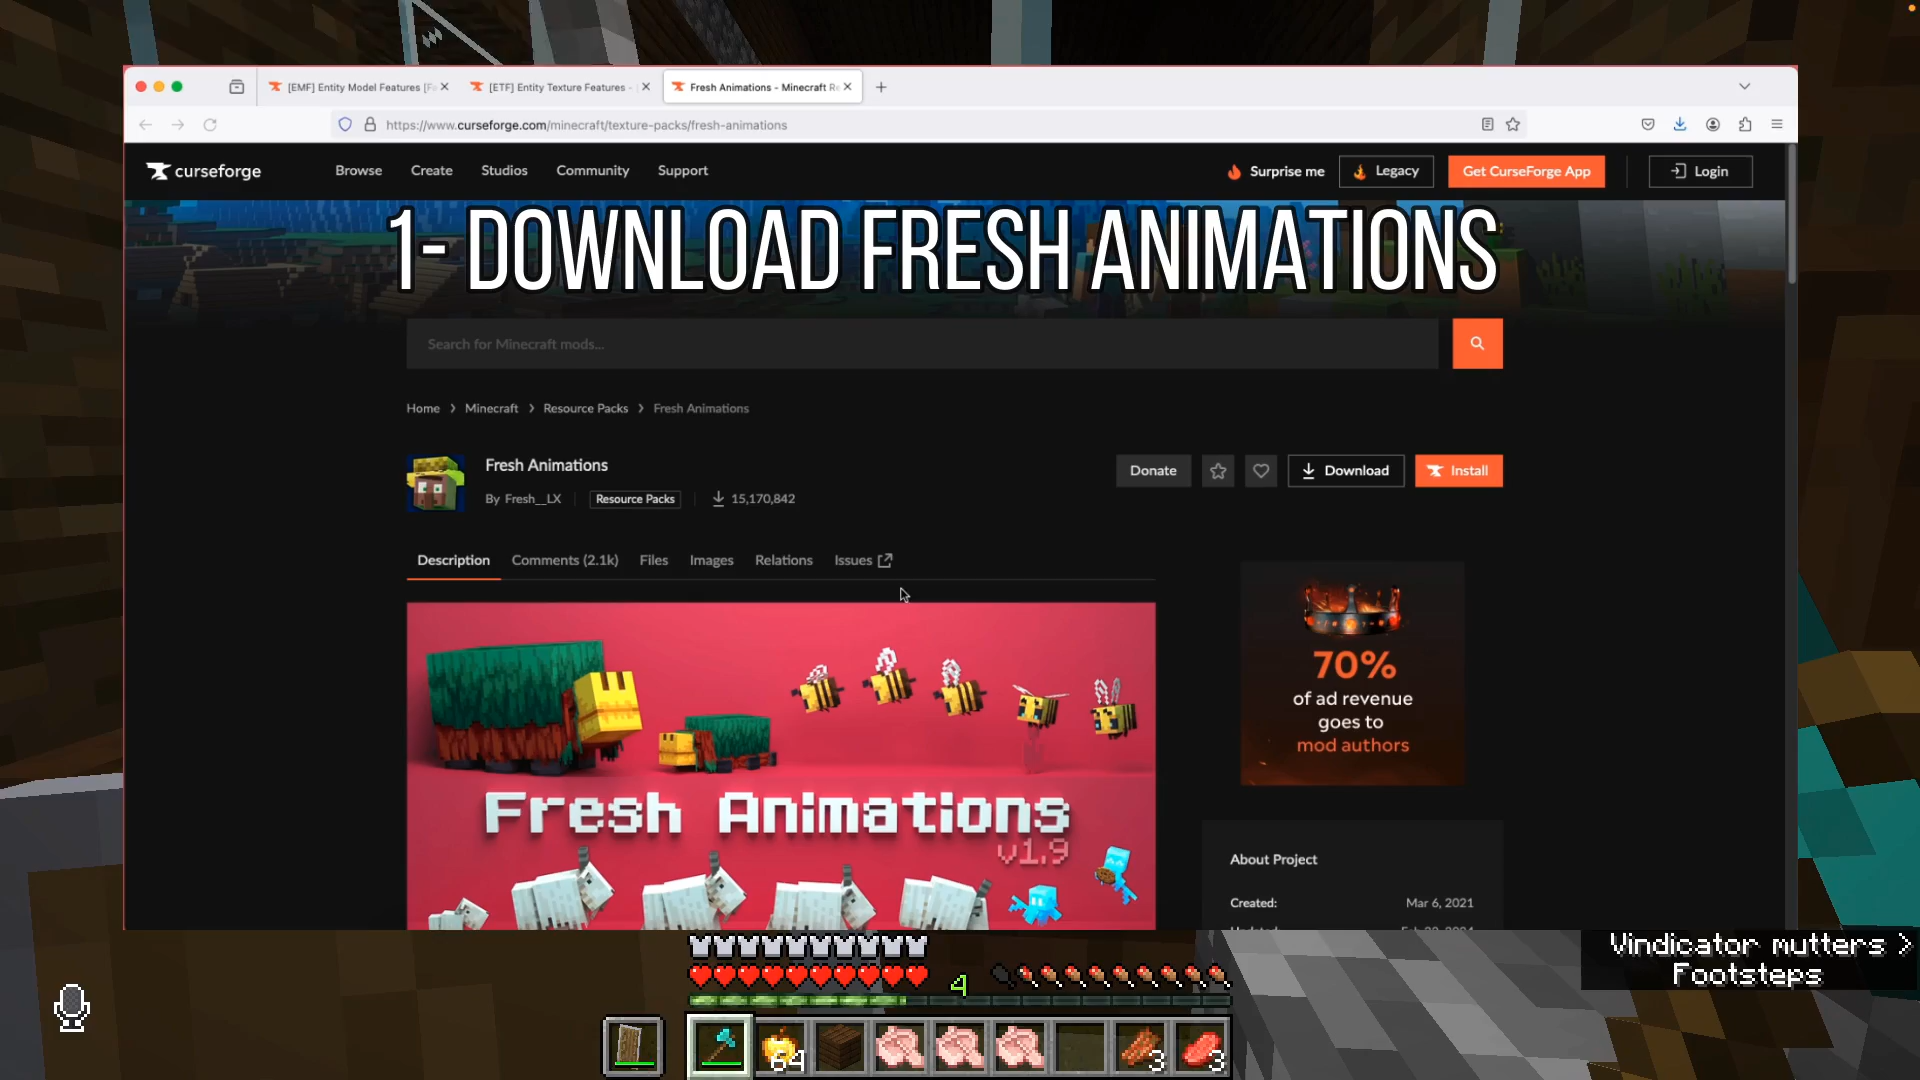 [EMF] Entity Model Features [F
[ETF] Entity Texture Features -
Fresh Animations - Minecraft Re
https://www.curseforge.com/minecraft/texture-packs/fresh-animations
curseforge
Browse
Create
Studios
Community
Support
Surprise me
Legacy
Get CurseForge App
Login
1- DOWNLOAD FRESH ANIMATIONS
Search for Minecraft mods...
Home > Minecraft > Resource Packs > Fresh Animations
Fresh Animations
By Fresh__LX
Resource Packs
15,170,842
Donate
Download
Install
Description
Comments (2.1k)
Files
Images
Relations
Issues
Fresh Animations
v1.9
70%
of ad revenue
goes to
mod authors
About Project
Created:
Mar 6, 2021
Vindicator mutters >
Footsteps
4
64
3
3